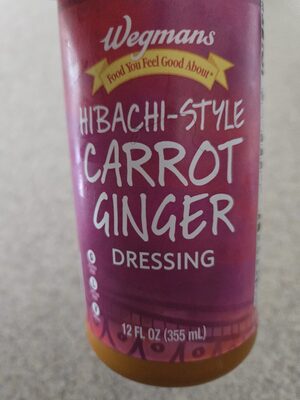 Wegmans
Food You Feel Good About
HIBACHI-STYLE
CARROT
GINGER
DRESSING
12 FL OZ (355 mL)